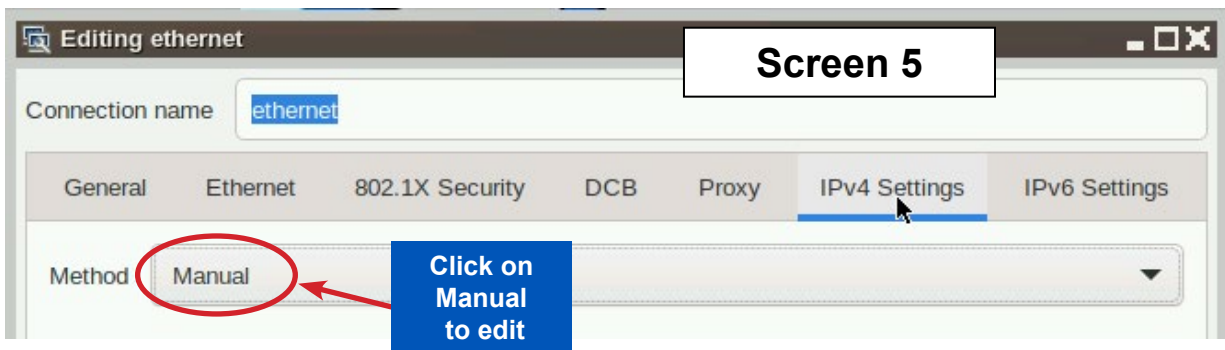 Editing ethernet
Screen 5
Connection name ethernet
General Ethernet 802.1X Security DCB Proxy IPv4 Settings IPv6 Settings
Method Manual
Click on
Manual
to edit